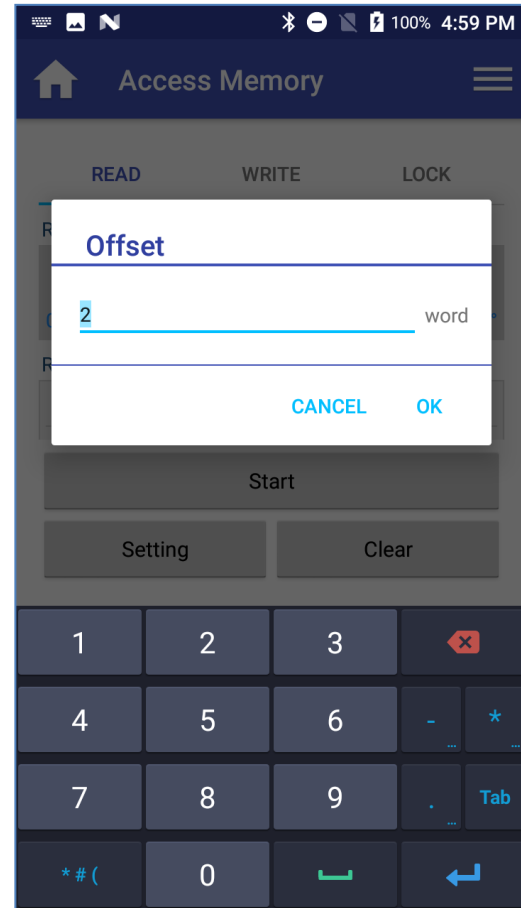 100% 4:59 PM
Access Memory
READ WRITE LOCK
R
Offset
2 word
R
CANCEL OK
Start
Setting Clear
1 2 3
4 5 6 - * ...
7 8 9 . Tab
* # ( 0